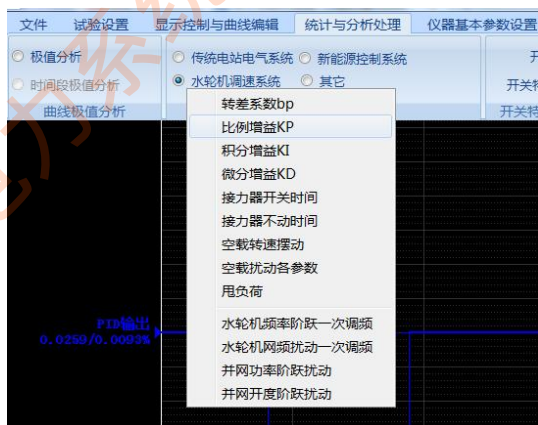 文件 试验设置 显示控制与曲线编辑 统计与分析处理 仪器基本参数设置
极值分析 传统电站电气系统 新能源控制系统
时间段极值分析 水轮机调速系统 其它 开关特
曲线极值分析 开关特
转差系数bp
比例增益KP
积分增益KI
微分增益KD
接力器开关时间
接力器不动时间
空载转速摆动
空载扰动各参数
甩负荷
水轮机频率阶跃一次调频
水轮机网频扰动一次调频
并网功率阶跃扰动
并网开度阶跃扰动
PID输出
0.0259/0.0093%
力系
电